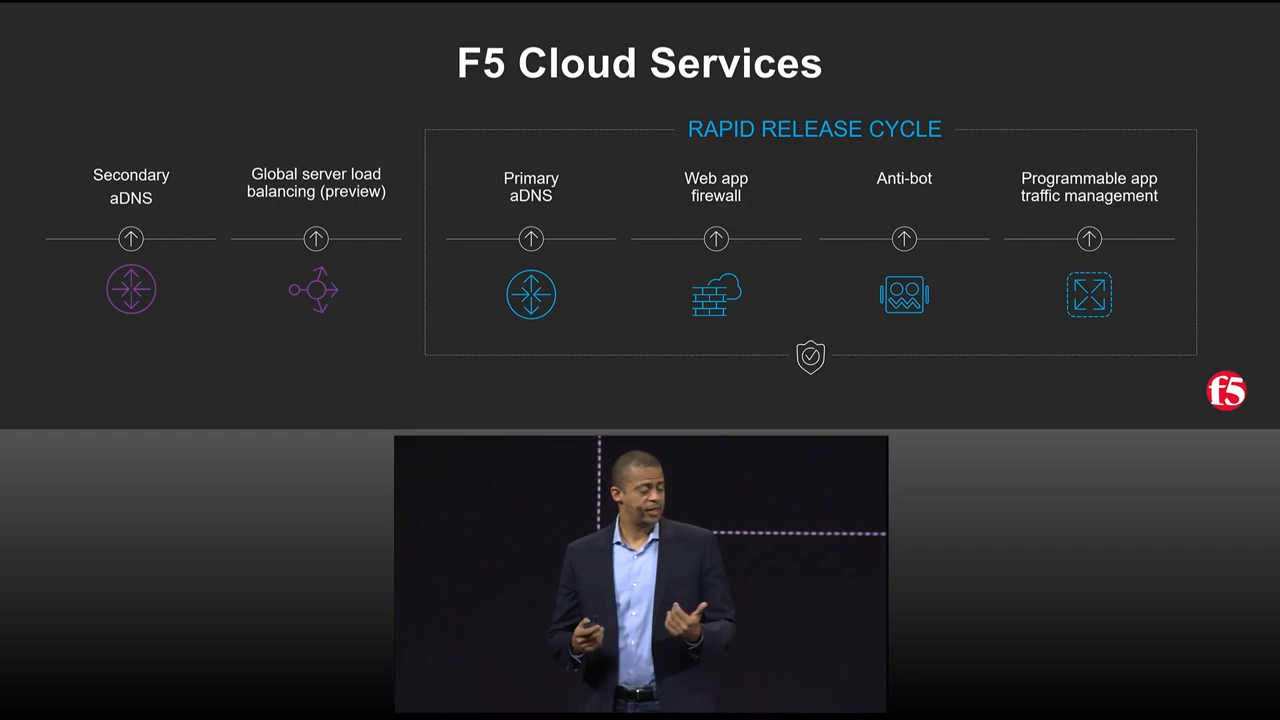 F5 Cloud Services
RAPID RELEASE CYCLE
Secondary
aDNS
Global server load
balancing (preview)
Primary
aDNS
Web app
firewall
Anti-bot
Programmable app
traffic management
f5